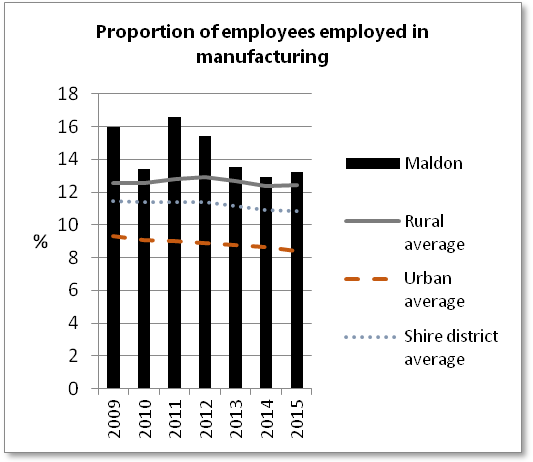 Proportion of employees employed in
manufacturing
18
16
14
12
10
8
6
4
2
0
%
2009
2010
2011
2012
2013
2014
2015
Maldon
Rural
average
Urban
average
Shire district
average